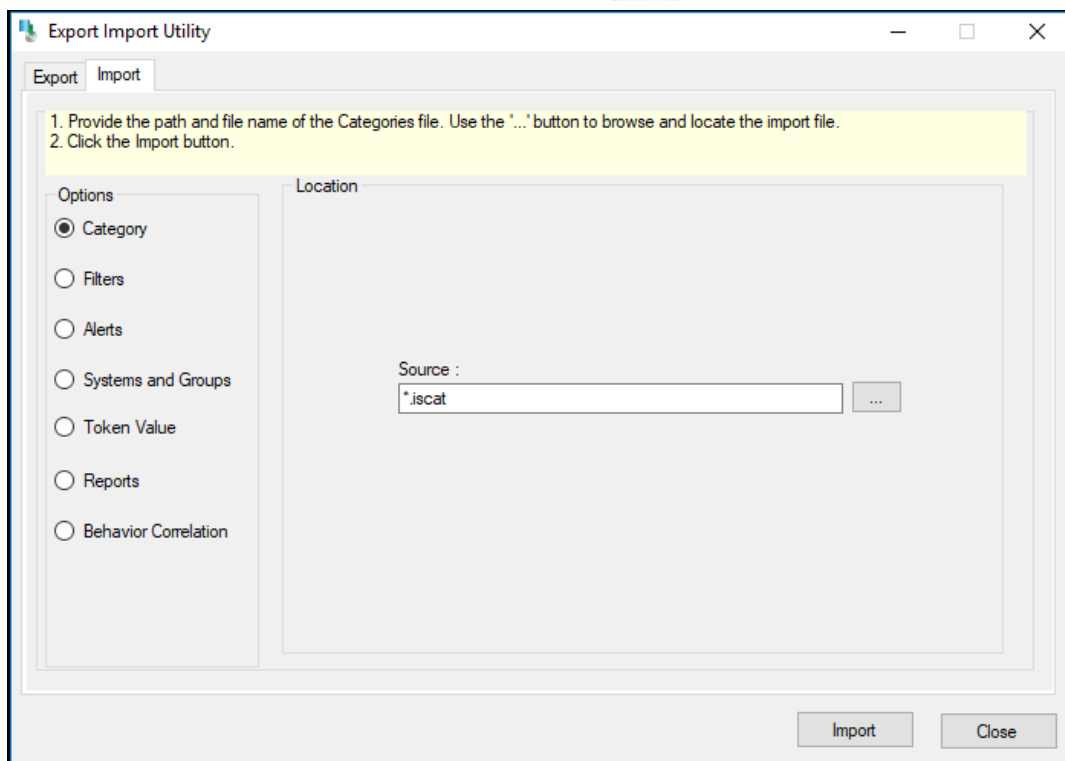 Export Import Utility
Export
Import
1. Provide the path and file name of the Categories file. Use the '...' button to browse and locate the import file.
2. Click the Import button.
Options
Category
Filters
Alerts
Systems and Groups
Token Value
Reports
Behavior Correlation
Location
Source :
*.iscat
...
Import
Close